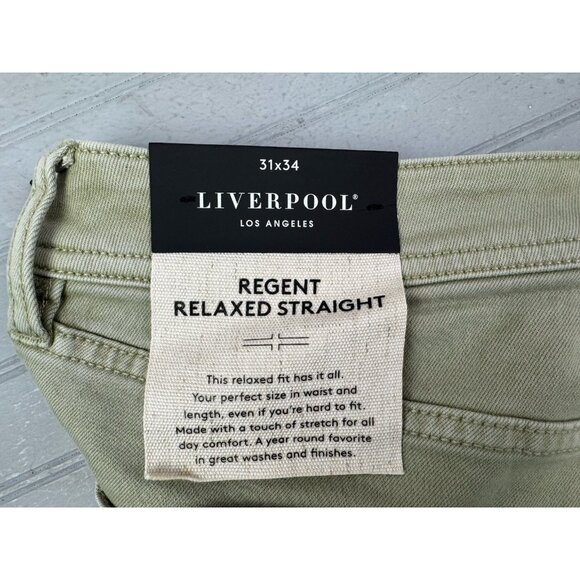 31x34
LIVERPOOL®
LOS ANGELES
REGENT
RELAXED STRAIGHT
This relaxed fit has it all.
Your perfect size in waist and
length, even if you're hard to fit.
Made with a touch of stretch for all
day comfort. A year round favorite
in great washes and finishes.